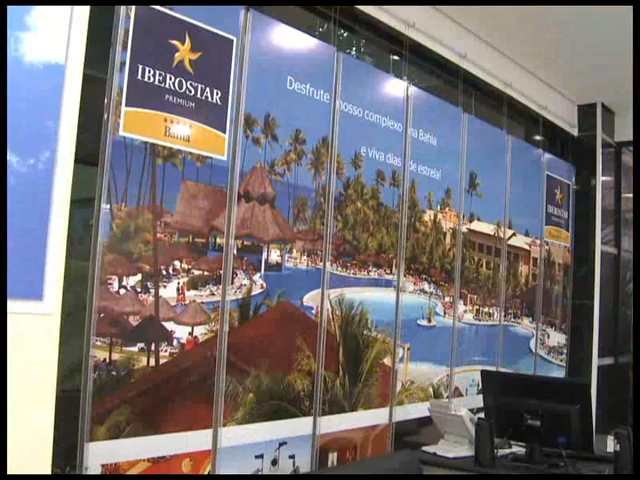 IBEROSTAR
PREMIUM
Bahia
Desfrute nosso complexo na Bahia
e viva dias de estrela!
IBEROSTAR